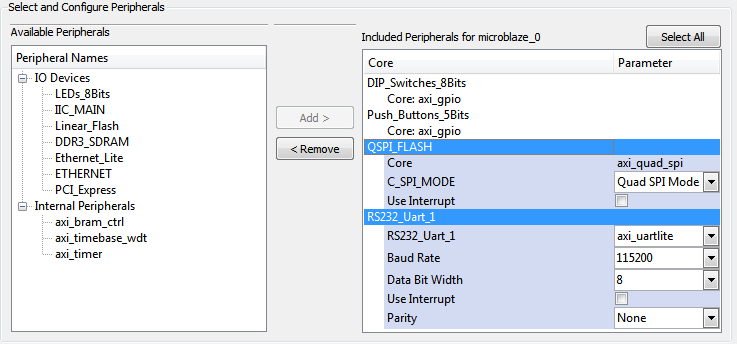 Select and Configure Peripherals
Available Peripherals
Peripheral Names
IO Devices
LEDs_8Bits
IIC_MAIN
Linear_Flash
DDR3_SDRAM
Ethernet_Lite
ETHERNET
PCI_Express
Internal Peripherals
axi_bram_ctrl
axi_timebase_wdt
axi_timer
Add >
< Remove
Included Peripherals for microblaze_0
Select All
Core Parameter
DIP_Switches_8Bits
Core: axi_gpio
Push_Buttons_5Bits
Core: axi_gpio
QSPI_FLASH
Core axi_quad_spi
C_SPI_MODE Quad SPI Mode
Use Interrupt
RS232_Uart_1
RS232_Uart_1 axi_uartlite
Baud Rate 115200
Data Bit Width 8
Use Interrupt
Parity None